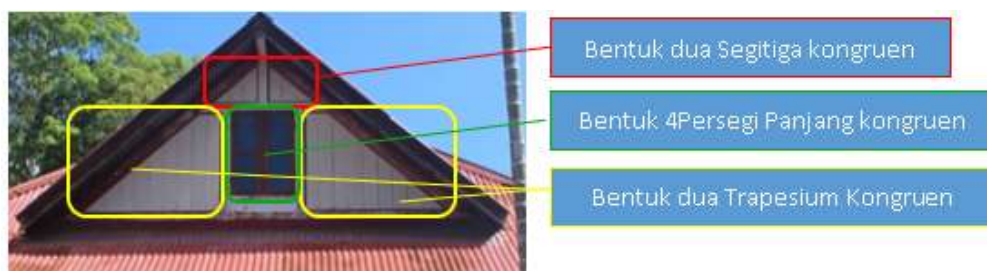 Bentuk dua Segitiga kongruen
Bentuk 4Persegi Panjang kongruen
Bentuk dua Trapesium Kongruen